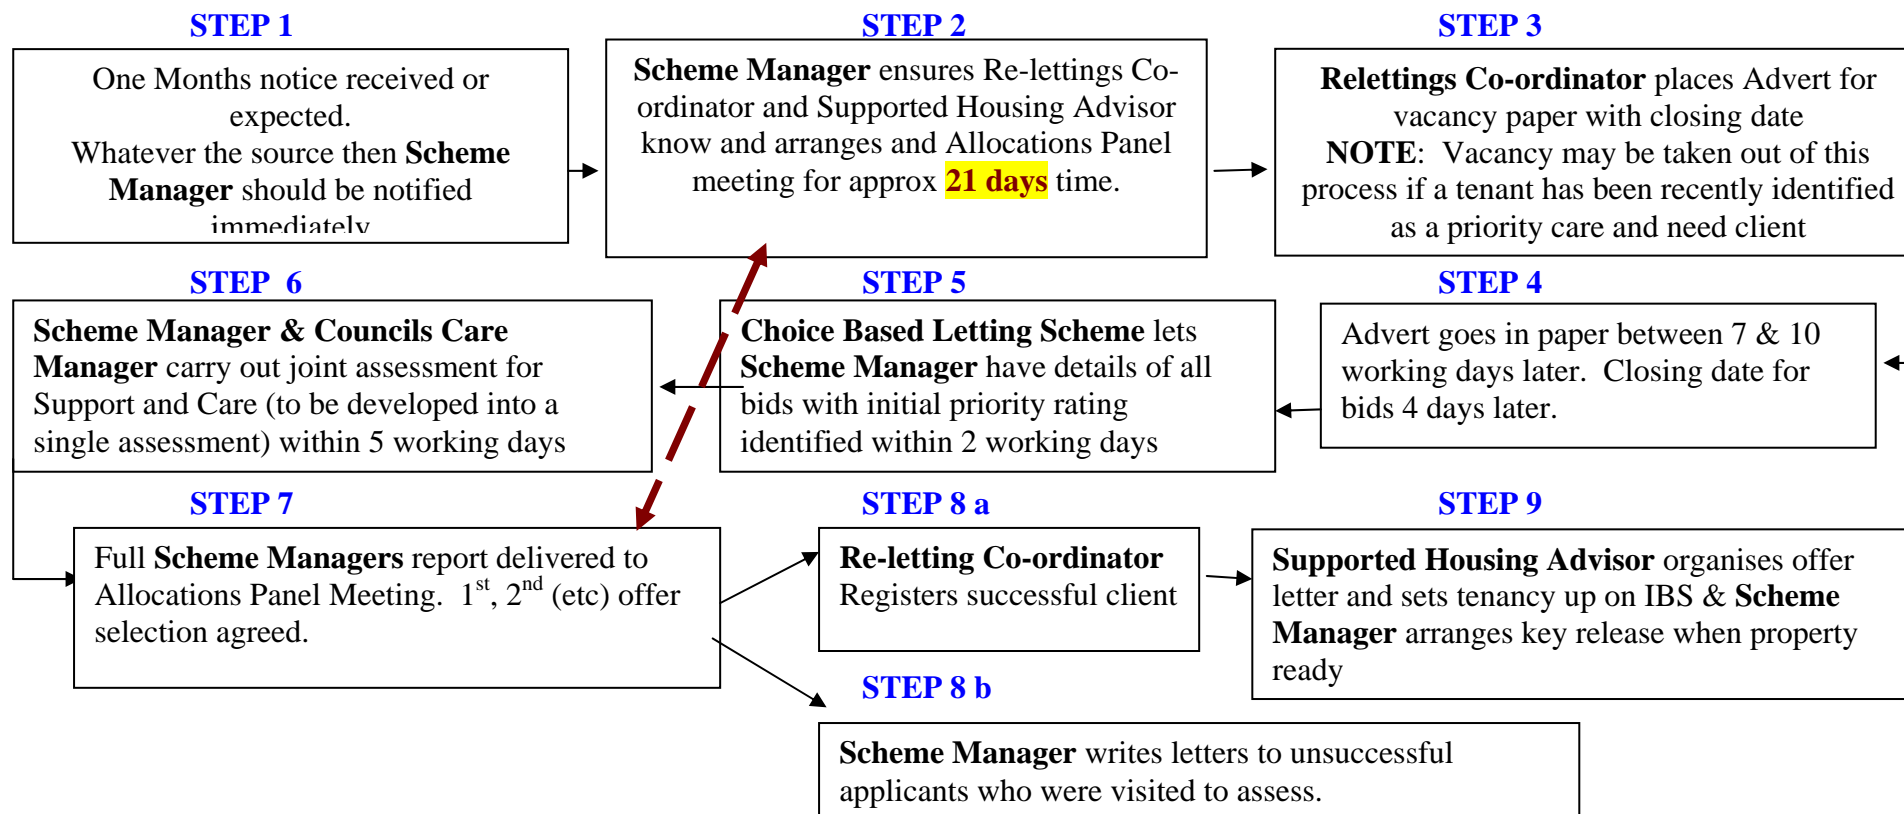 STEP 1
One Months notice received or
expected.
Whatever the source then Scheme
Manager should be notified
immediately
STEP 2
Scheme Manager ensures Re-lettings Co-
ordinator and Supported Housing Advisor
know and arranges and Allocations Panel
meeting for approx 21 days time.
STEP 3
Relettings Co-ordinator places Advert for
vacancy paper with closing date
NOTE: Vacancy may be taken out of this
process if a tenant has been recently identified
as a priority care and need client
STEP 4
Advert goes in paper between 7 & 10
working days later. Closing date for
bids 4 days later.
STEP 5
Choice Based Letting Scheme lets
Scheme Manager have details of all
bids with initial priority rating
identified within 2 working days
STEP 6
Scheme Manager & Councils Care
Manager carry out joint assessment for
Support and Care (to be developed into a
single assessment) within 5 working days
STEP 7
Full Scheme Managers report delivered to
Allocations Panel Meeting. 1st, 2nd (etc) offer
selection agreed.
STEP 8 a
Re-letting Co-ordinator
Registers successful client
STEP 8 b
Scheme Manager writes letters to unsuccessful
applicants who were visited to assess.
STEP 9
Supported Housing Advisor organises offer
letter and sets tenancy up on IBS & Scheme
Manager arranges key release when property
ready